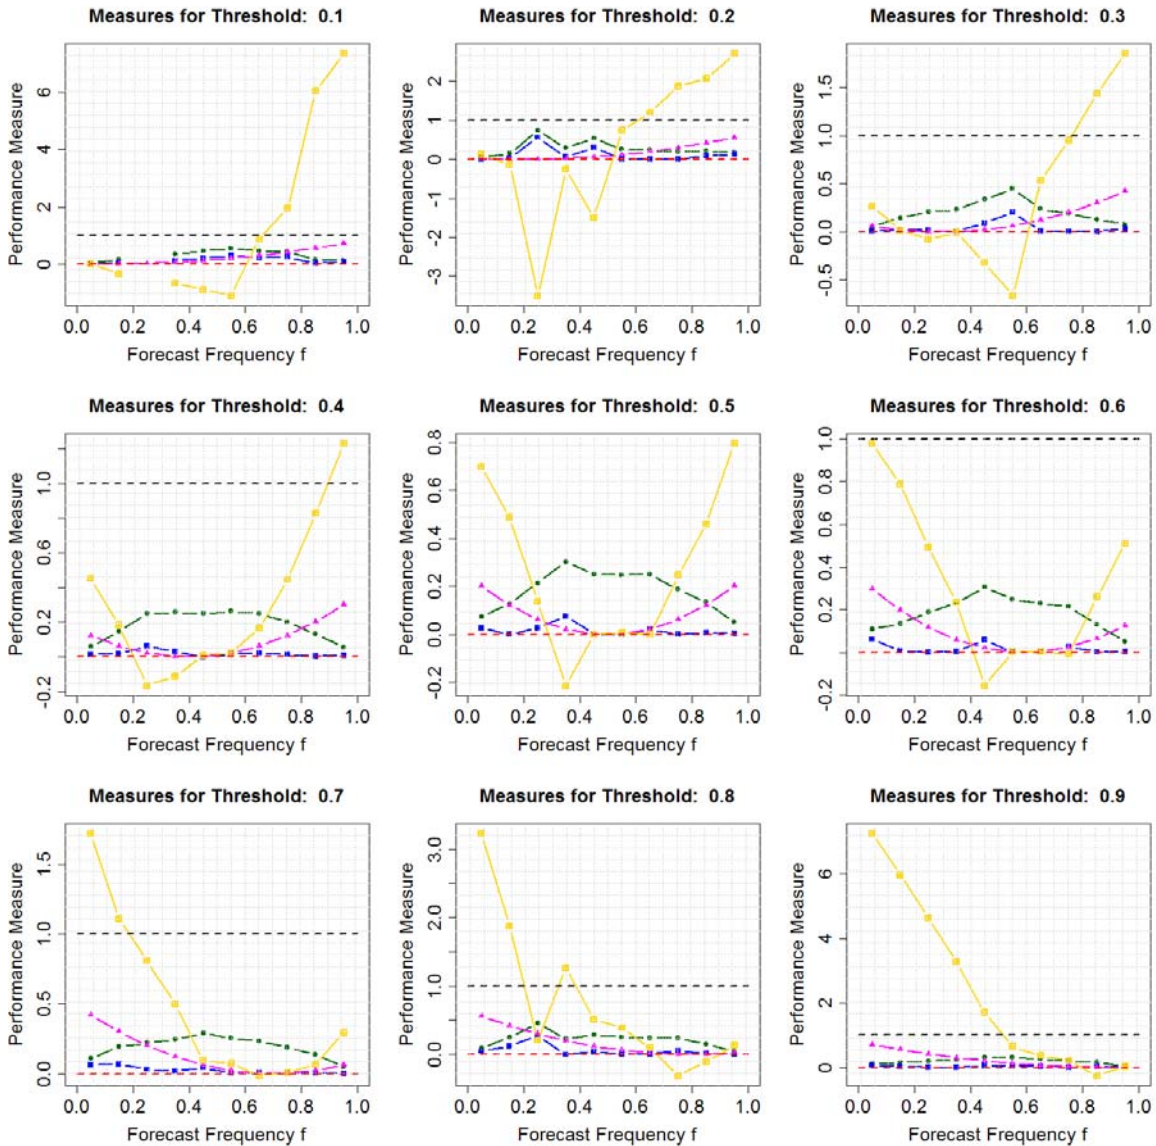 Measures for Threshold: 0.1
Performance Measure
6
4
2
0
0.0 0.2 0.4 0.6 0.8 1.0
Forecast Frequency f
Measures for Threshold: 0.2
Performance Measure
2
1
0
-1
-3
0.0 0.2 0.4 0.6 0.8 1.0
Forecast Frequency f
Measures for Threshold: 0.3
Performance Measure
1.5
1.0
0.5
0.0
-0.5
0.0 0.2 0.4 0.6 0.8 1.0
Forecast Frequency f
Measures for Threshold: 0.4
Performance Measure
1.0
0.6
0.2
-0.2
0.0 0.2 0.4 0.6 0.8 1.0
Forecast Frequency f
Measures for Threshold: 0.5
Performance Measure
0.8
0.6
0.4
0.2
0.0
-0.2
0.0 0.2 0.4 0.6 0.8 1.0
Forecast Frequency f
Measures for Threshold: 0.6
Performance Measure
1.0
0.8
0.6
0.4
0.2
-0.2
0.0 0.2 0.4 0.6 0.8 1.0
Forecast Frequency f
Measures for Threshold: 0.7
Performance Measure
1.5
1.0
0.5
0.0
0.0 0.2 0.4 0.6 0.8 1.0
Forecast Frequency f
Measures for Threshold: 0.8
Performance Measure
3.0
2.0
1.0
0.0
0.0 0.2 0.4 0.6 0.8 1.0
Forecast Frequency f
Measures for Threshold: 0.9
Performance Measure
6
4
2
0
0.0 0.2 0.4 0.6 0.8 1.0
Forecast Frequency f